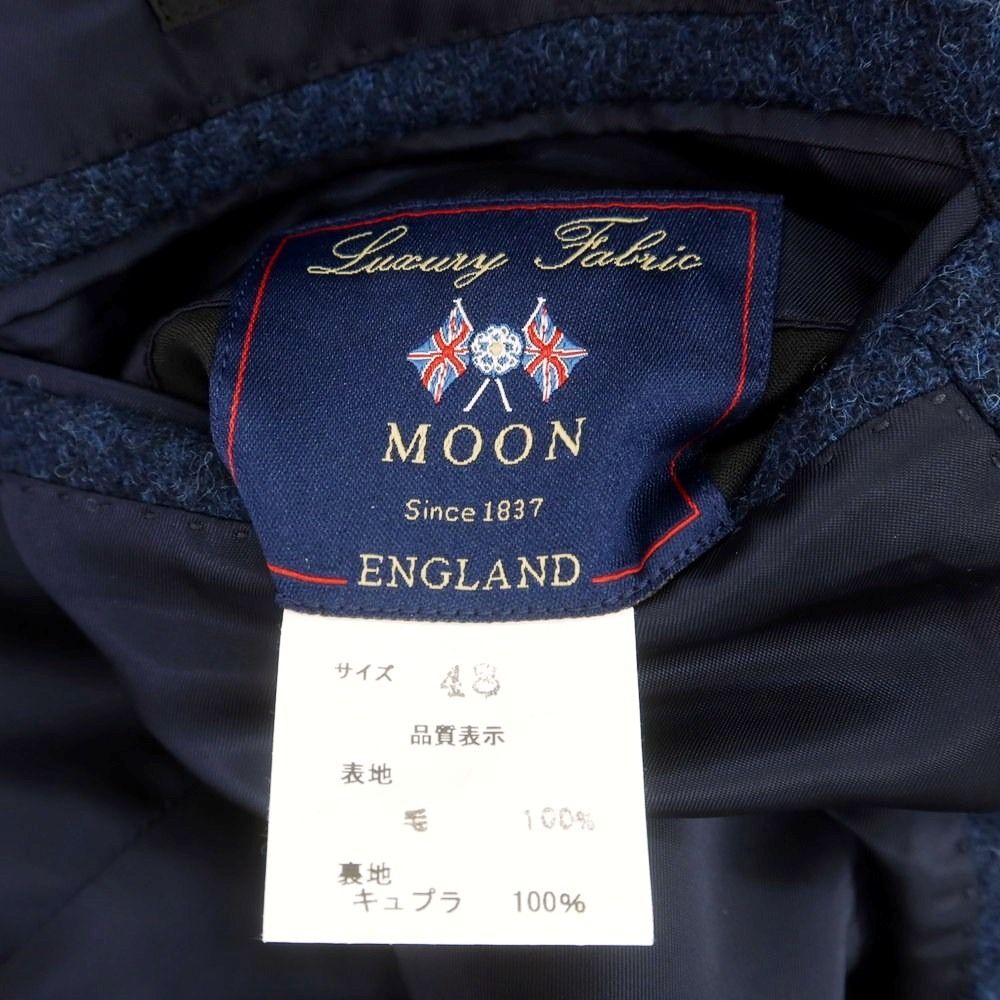 Luxury Fabric
MOON
Since 1837
ENGLAND
サイズ 48
品質表示
表地
毛 100%
裏地
キュプラ 100%